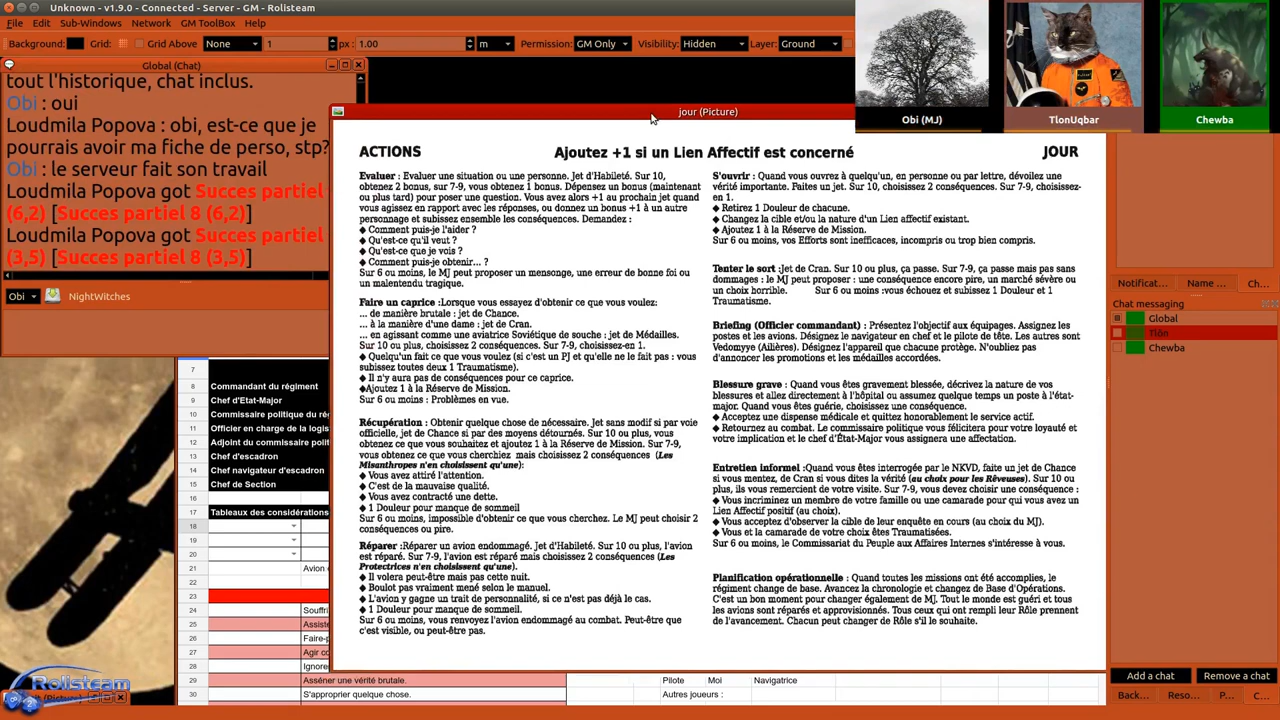 Unknown - v1.9.0 - Connected - Server - GM - Rolisteam
File Edit Sub-Windows Network GM ToolBox Help
Background: Grid: Grid Above None 1 px : 1.00 m Permission: GM Only Visibility: Hidden Layer: Ground
Global (Chat)
tout l'historique, chat inclus.
Obi : oui
Loudmila Popova : obi, est-ce que je
pourrais avoir ma fiche de perso, stp?
Obi : le serveur fait son travail
Loudmila Popova got Succes partiel
(6,2) [Succes partiel 8 (6,2)]
Loudmila Popova got Succes partiel
(3,5) [Succes partiel 8 (3,5)]
Obi NightWitches
Obi (MJ)
TlonUqbar
Chewba
jour (Picture)
ACTIONS Ajoutez +1 si un Lien Affectif est concerné JOUR
Evaluer : Evaluer une situation ou une personne. Jet d'Habileté. Sur 10,
obtenez 2 bonus, sur 7-9, vous obtenez 1 bonus. Dépensez un bonus (maintenant
ou plus tard) pour poser une question. Vous avez alors +1 au prochain jet quand
vous agissez en rapport avec les réponses, ou donnez un bonus +1 à un autre
personnage et subissez ensemble les conséquences. Demandez :
◆ Comment puis-je l'aider ?
◆ Qu'est-ce qu'il veut ?
◆ Qu'est-ce que je vois ?
◆ Comment puis-je obtenir... ?
Sur 6 ou moins, le MJ peut proposer un mensonge, une erreur de bonne foi ou
un malentendu tragique.
Faire un caprice :Lorsque vous essayez d'obtenir ce que vous voulez:
... de manière brutale : jet de Chance.
... à la manière d'une dame : jet de Cran.
... en agissant comme une aviatrice Soviétique de souche : jet de Médailles.
Sur 10 ou plus, choisissez 2 conséquences. Sur 7-9, choisissez-en 1.
◆ Quelqu'un fait ce que vous voulez (si c'est un PJ et qu'elle ne le fait pas : vous
subissez toutes deux 1 Traumatisme).
◆ Il n'y aura pas de conséquences pour ce caprice.
◆Ajoutez 1 à la Réserve de Mission.
Sur 6 ou moins : Problèmes en vue.
Récupération : Obtenir quelque chose de nécessaire. Jet sans modif si par voie
officielle, jet de Chance si par des moyens détournés. Sur 10 ou plus, vous
obtenez ce que vous souhaitez et ajoutez 1 à la Réserve de Mission. Sur 7-9,
vous obtenez ce que vous cherchiez mais choisissez 2 conséquences (Les
Misanthropes n'en choisissent qu'une):
◆ Vous avez attiré l'attention.
◆ C'est de la mauvaise qualité.
◆ Vous avez contracté une dette.
◆ 1 Douleur pour manque de sommeil
Sur 6 ou moins, impossible d'obtenir ce que vous cherchez. Le MJ peut choisir 2
conséquences ou pire.
Réparer :Réparer un avion endommagé. Jet d'Habileté. Sur 10 ou plus, l'avion
est réparé. Sur 7-9, l'avion est réparé mais choisissez 2 conséquences (Les
Protectrices n'en choisissent qu'une).
◆ Il volera peut-être mais pas cette nuit.
◆ Boulot pas vraiment mené selon le manuel.
◆ L'avion y gagne un trait de personnalité, si ce n'est pas déjà le cas.
◆ 1 Douleur pour manque de sommeil.
Sur 6 ou moins, vous renvoyez l'avion endommagé au combat. Peut-être que
c'est visible, ou peut-être pas.
S'ouvrir : Quand vous ouvrez à quelqu'un, en personne ou par lettre, dévoilez une
vérité importante. Faites un jet. Sur 10, choisissez 2 conséquences. Sur 7-9, choisissez-
en 1.
◆ Retirez 1 Douleur de chacune.
◆ Changez la cible et/ou la nature d'un Lien affectif existant.
◆ Ajoutez 1 à la Réserve de Mission.
Sur 6 ou moins, vos Efforts sont inefficaces, incompris ou trop bien compris.
Tenter le sort :Jet de Cran. Sur 10 ou plus, ça passe. Sur 7-9, ça passe mais pas sans
dommages : le MJ peut proposer : une conséquence encore pire, un marché sévère ou
un choix horrible. Sur 6 ou moins :vous échouez et subissez 1 Douleur et 1
Traumatisme.
Briefing (Officier commandant) : Présentez l'objectif aux équipages. Assignez les
postes et les avions. Désignez le navigateur en chef et le pilote de tête. Les autres sont
Vedomyye (Ailières). Désignez l'appareil que chacune protège. N'oubliez pas
d'annoncer les promotions et les médailles accordées.
Blessure grave : Quand vous êtes gravement blessée, décrivez la nature de vos
blessures et allez directement à l'hôpital ou assumez quelque temps un poste à l'état-
major. Quand vous êtes guérie, choisissez une conséquence.
◆ Acceptez une dispense médicale et quittez honorablement le service actif.
◆ Retournez au combat. Le commissaire politique vous félicitera pour votre loyauté et
votre implication et le chef d'État-Major vous assignera une affectation.
Entretien informel :Quand vous êtes interrogée par le NKVD, faite un jet de Chance
si vous mentez, de Cran si vous dites la vérité (au choix pour les Rêveuses). Sur 10 ou
plus, ils vous remercient de votre visite. Sur 7-9, vous devez choisir une conséquence :
◆ Vous incriminez un membre de votre famille ou une camarade pour qui vous avez un
Lien Affectif positif (au choix).
◆ Vous acceptez d'observer la cible de leur enquête en cours (au choix du MJ).
◆ Vous et la camarade de votre choix êtes Traumatisées.
Sur 6 ou moins, le Commissariat du Peuple aux Affaires Internes s'intéresse à vous.
Planification opérationnelle : Quand toutes les missions ont été accomplies, le
régiment change de base. Avancez la chronologie et changez de Base d'Opérations.
C'est un bon moment pour changer également de MJ. Tout le monde est guéri et tous
les avions sont réparés et approvisionnés. Tous ceux qui ont rempli leur Rôle prennent
de l'avancement. Chacun peut changer de Rôle s'il le souhaite.
7
8 Commandant du régiment
9 Chef d'Etat-Major
10 Commissaire politique du ré
11 Officier en charge de la logis
12 Adjoint du commissaire polit
13 Chef d'escadron
14 Chef navigateur d'escadron
15 Chef de Section
16
17 Tableaux des considérations
18
19
20
21 Avion
22
23
24 Souffri
25 Assiste
26 Faire-p
27 Agir co
28 Ignore
29 Asséner une vérité brutale.
30 S'approprier quelque chose.
Pilote Moi Navigatrice
Autres joueurs :
Rolisteam
(Picture)
Notificat... Name ... Ch...
Chat messaging
Global
Tlön
Chewba
Add a chat Remove a chat
Back... Reso... P... C...